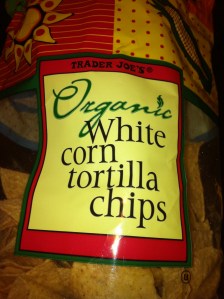 TRADER JOE'S®
Organic
White
corn
tortilla
chips